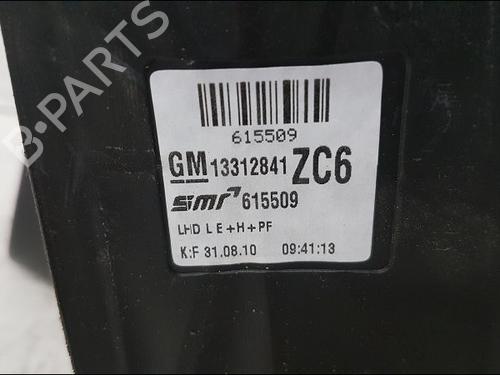 B-PARTS
615509
GM 13312841 ZC6
SMR 615509
LHD L E+H+PF
K:F 31.08.10 09:41:13